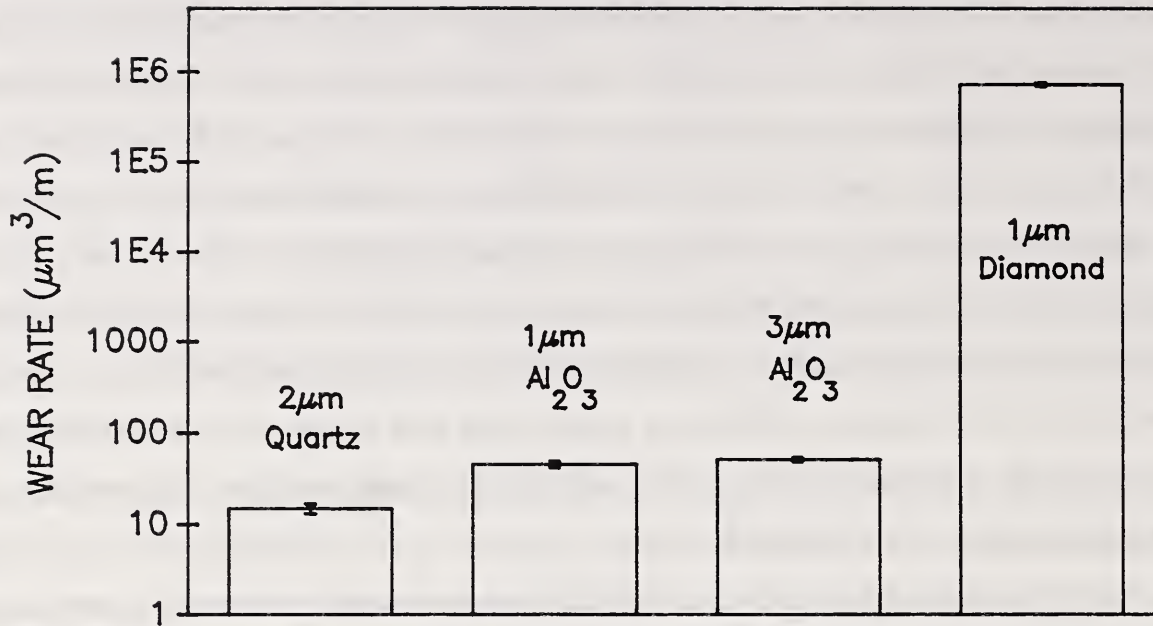 WEAR RATE (μm³/m)
1E6
1E5
1E4
1000
100
10
1
2μm
Quartz
1μm
Al₂O₃
3μm
Al₂O₃
1μm
Diamond